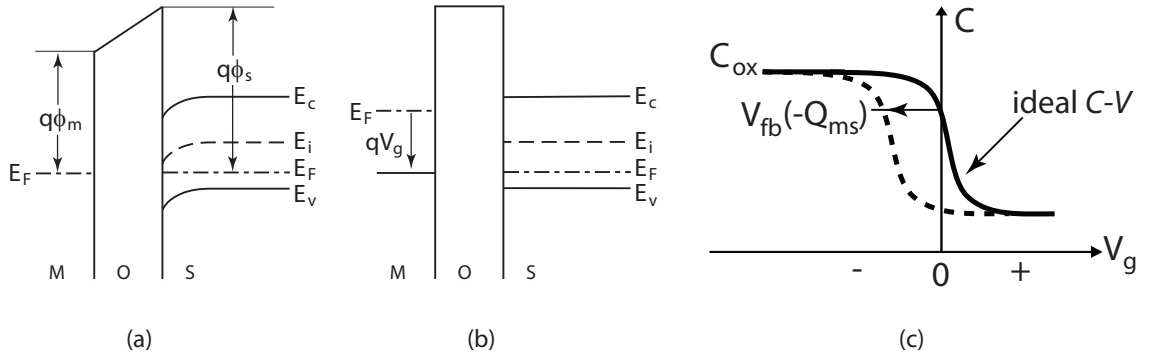 qϕm
qϕs
Ec
Ei
EF
EF
Ev
M O S
(a)
EF
qVg
Ec
Ei
EF
Ev
M O S
(b)
C
Cox
Vfb(-Qms)
ideal C-V
Vg
- 0 +
(c)